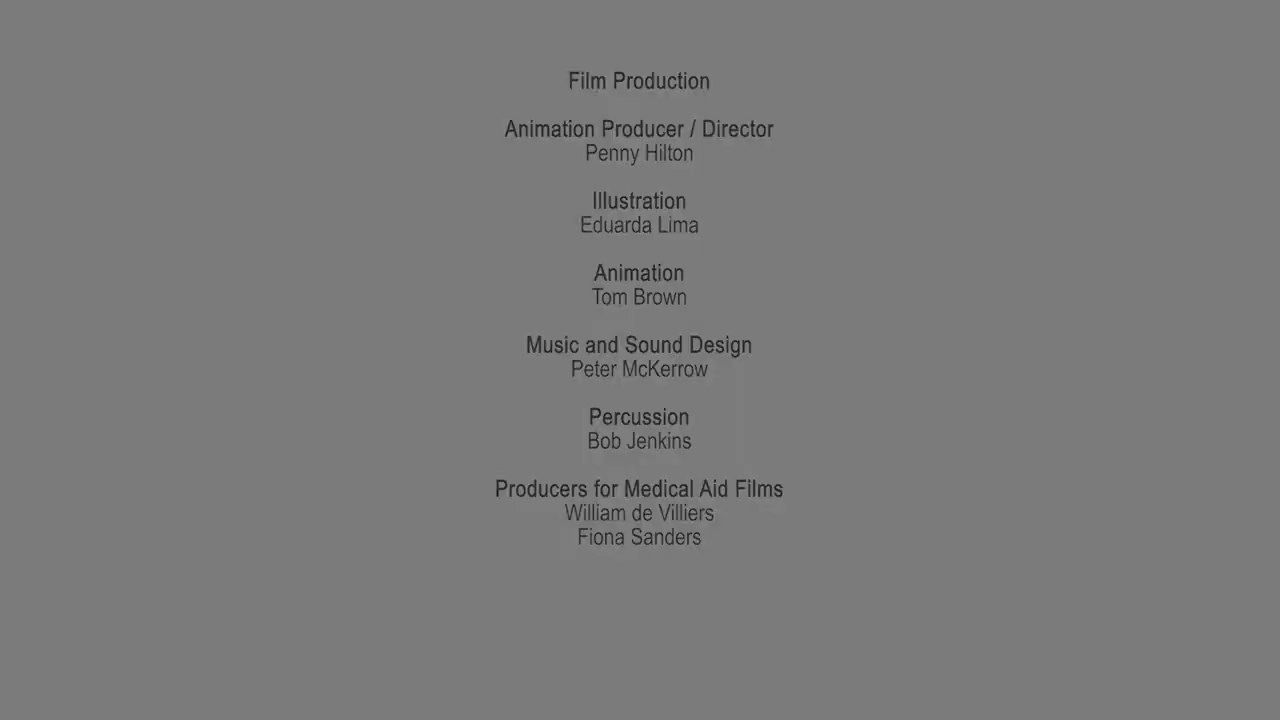 Film Production
Animation Producer / Director
Penny Hilton
Illustration
Eduarda Lima
Animation
Tom Brown
Music and Sound Design
Peter McKerrow
Percussion
Bob Jenkins
Producers for Medical Aid Films
William de Villiers
Fiona Sanders